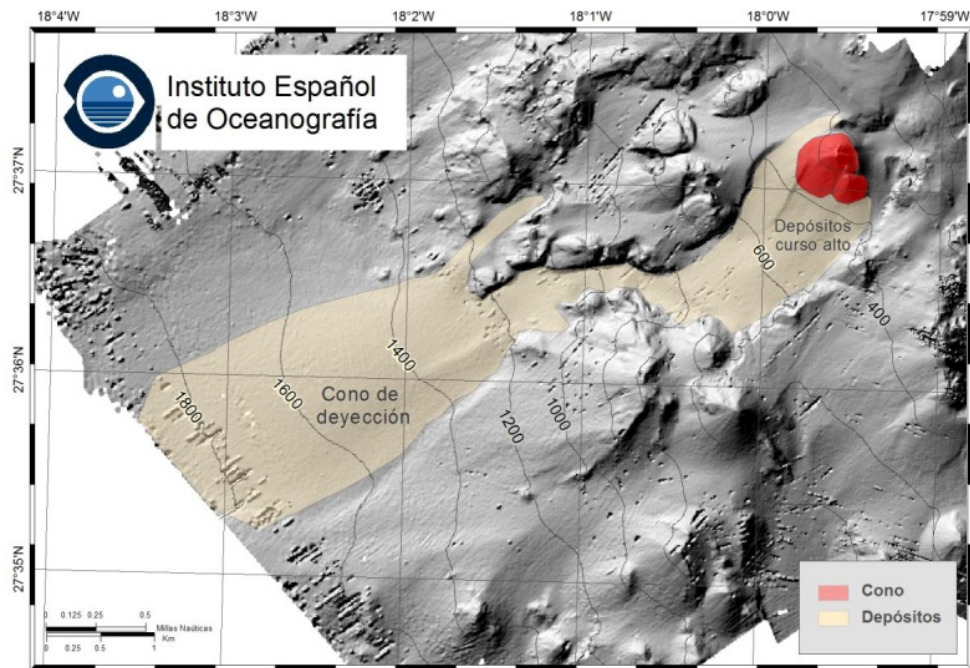 18°4'W 18°3'W 18°2'W 18°1'W 18°0'W 17°59'W
Instituto Español
de Oceanografía
27°37'N
27°36'N
27°35'N
Depósitos
curso alto
600
400
1400
1600
1800
1200
1000
Cono de
deyección
Cono
Depósitos
0 0.125 0.25 0.5
Millas Naúticas
Km
0 0.25 0.5 1